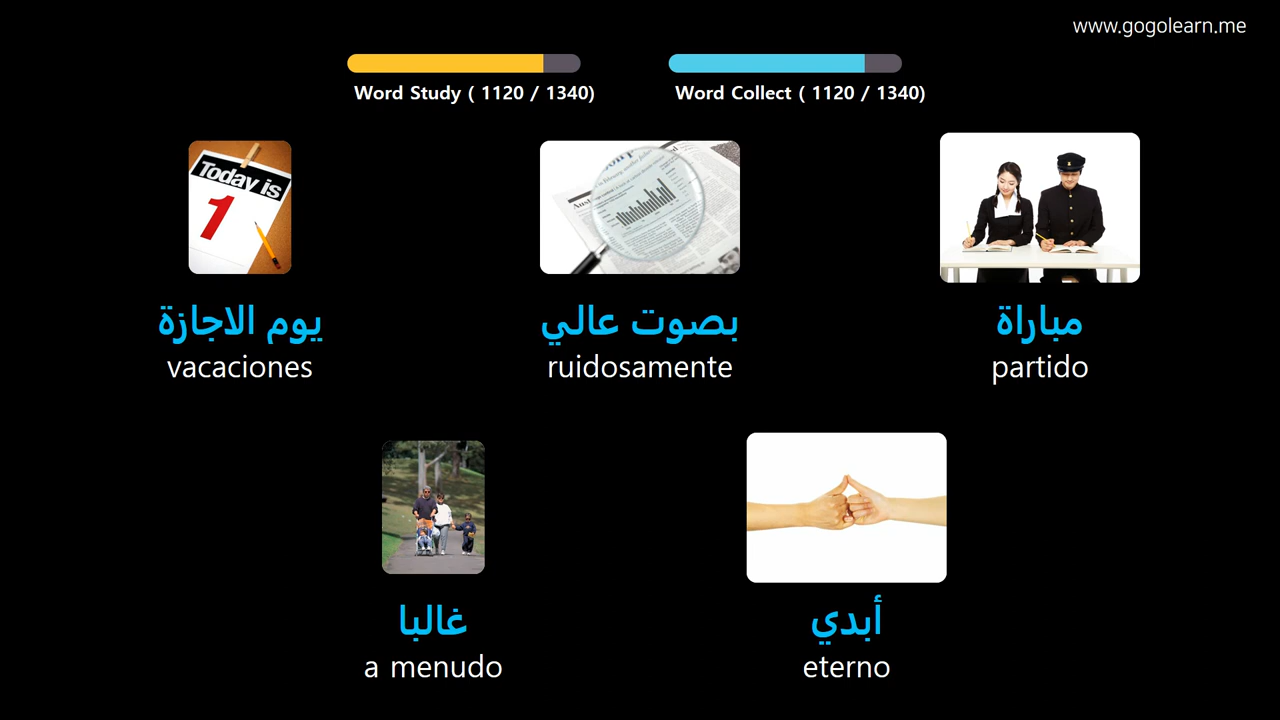 www.gogolearn.me
Word Study ( 1120 / 1340)
Word Collect ( 1120 / 1340)
Today is
1
يوم الاجازة
vacaciones
بصوت عالي
ruidosamente
مباراة
partido
غالبا
a menudo
أبدي
eterno